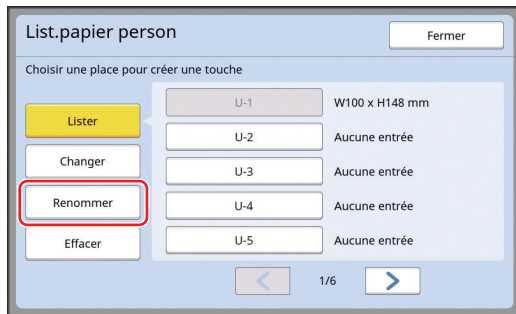 List.papier person
Fermer
Choisir une place pour créer une touche
Lister
Changer
Renommer
Effacer
U-1 W100 x H148 mm
U-2 Aucune entrée
U-3 Aucune entrée
U-4 Aucune entrée
U-5 Aucune entrée
1/6